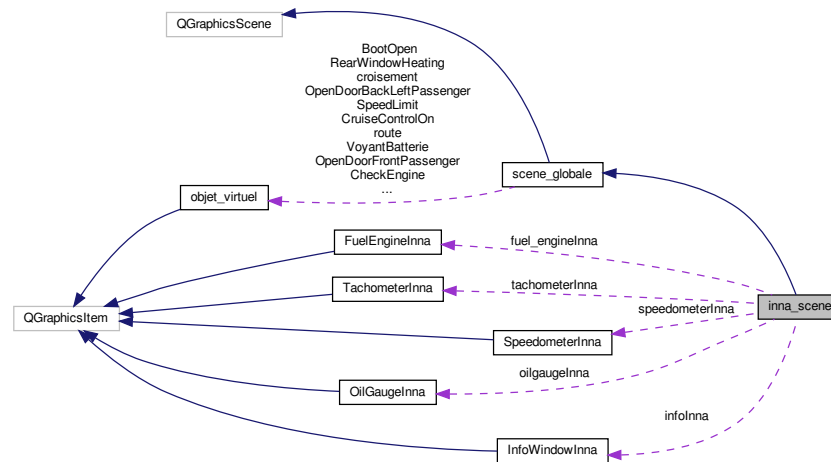 QGraphicsScene
BootOpen
RearWindowHeating
croisement
OpenDoorBackLeftPassenger
SpeedLimit
CruiseControlOn
route
VoyantBatterie
OpenDoorFrontPassenger
CheckEngine
...
scene_globale
objet_virtuel
FuelEngineInna
fuel_engineInna
TachometerInna
tachometerInna
inna_scene
speedometerInna
QGraphicsItem
SpeedometerInna
oilgaugeInna
OilGaugeInna
infoInna
InfoWindowInna